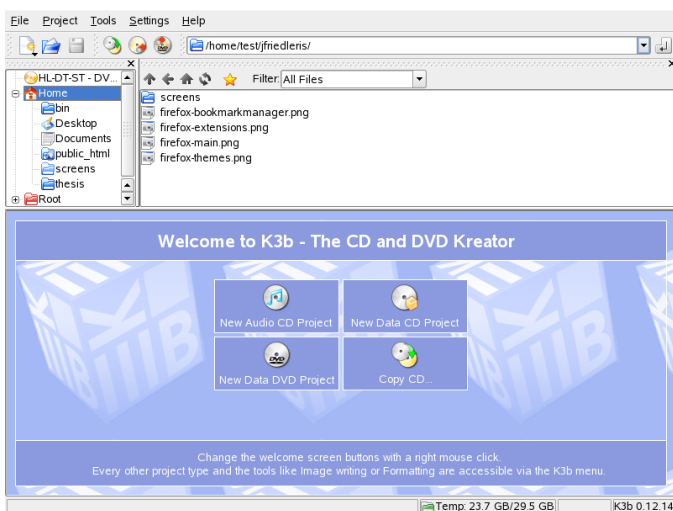 File Project Tools Settings Help
/home/test/jfriedleris/
HL-DT-ST - DV...
Home
bin
Desktop
Documents
public_html
screens
thesis
Root
Filter: All Files
screens
firefox-bookmarkmanager.png
firefox-extensions.png
firefox-main.png
firefox-themes.png
Welcome to K3b - The CD and DVD Kreator
New Audio CD Project New Data CD Project
New Data DVD Project Copy CD...
Change the welcome screen buttons with a right mouse click.
Every other project type and the tools like Image writing or Formatting are accessible via the K3b menu.
Temp: 23.7 GB/29.5 GB K3b 0.12.14